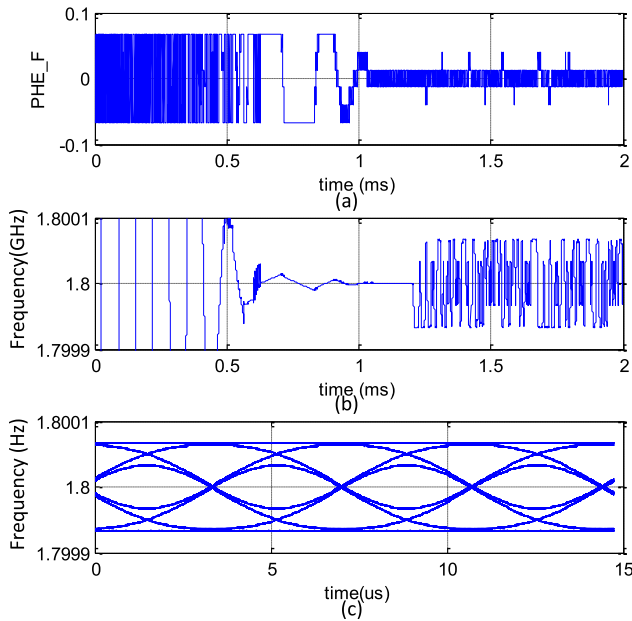 0.1
0
-0.1
PHE_F
0 0.5 1 1.5 2
time (ms)
(a)
1.8001
1.8
1.7999
Frequency(GHz)
0 0.5 1 1.5 2
time (ms)
(b)
1.8001
1.8
1.7999
Frequency (Hz)
0 5 10 15
time(us)
(c)